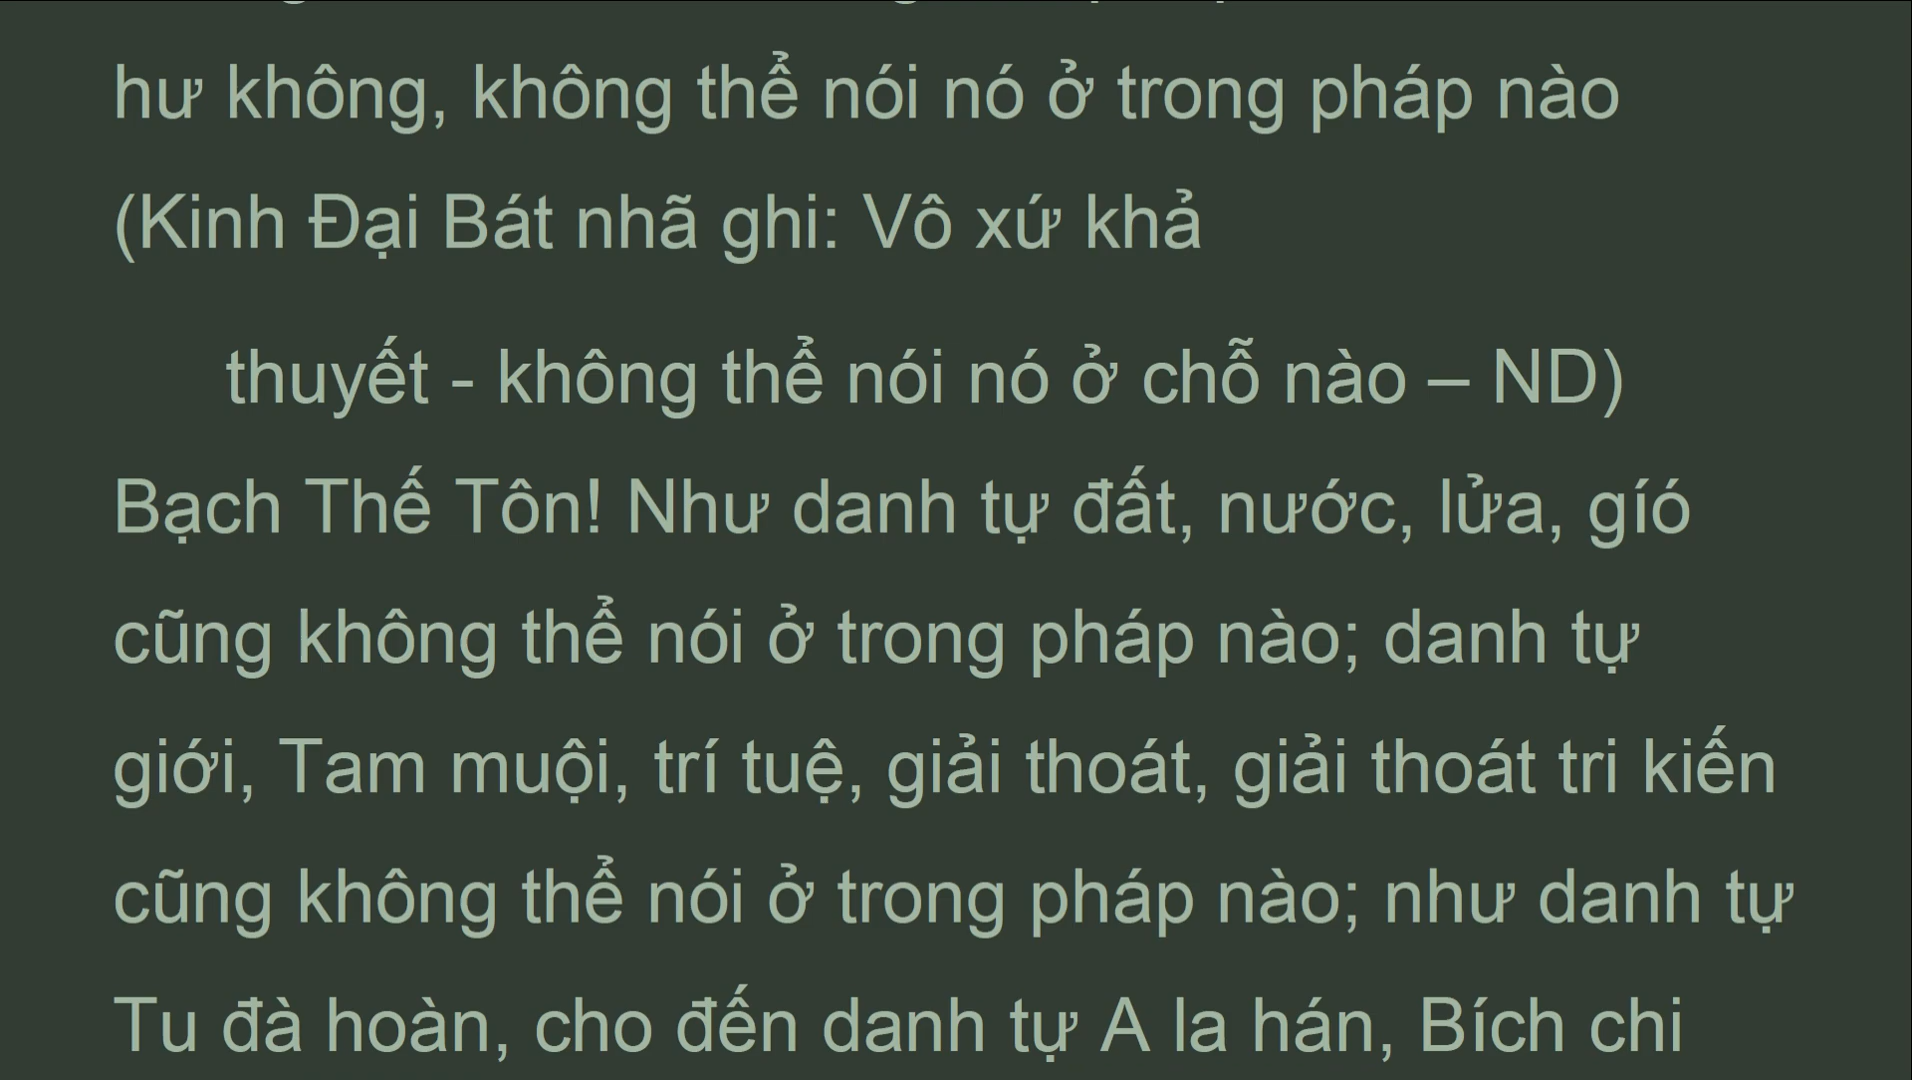 hư không, không thể nói nó ở trong pháp nào
(Kinh Đại Bát nhã ghi: Vô xứ khả
thuyết - không thể nói nó ở chỗ nào – ND)
Bạch Thế Tôn! Như danh tự đất, nước, lửa, gíó
cũng không thể nói ở trong pháp nào; danh tự
giới, Tam muội, trí tuệ, giải thoát, giải thoát tri kiến
cũng không thể nói ở trong pháp nào; như danh tự
Tu đà hoàn, cho đến danh tự A la hán, Bích chi